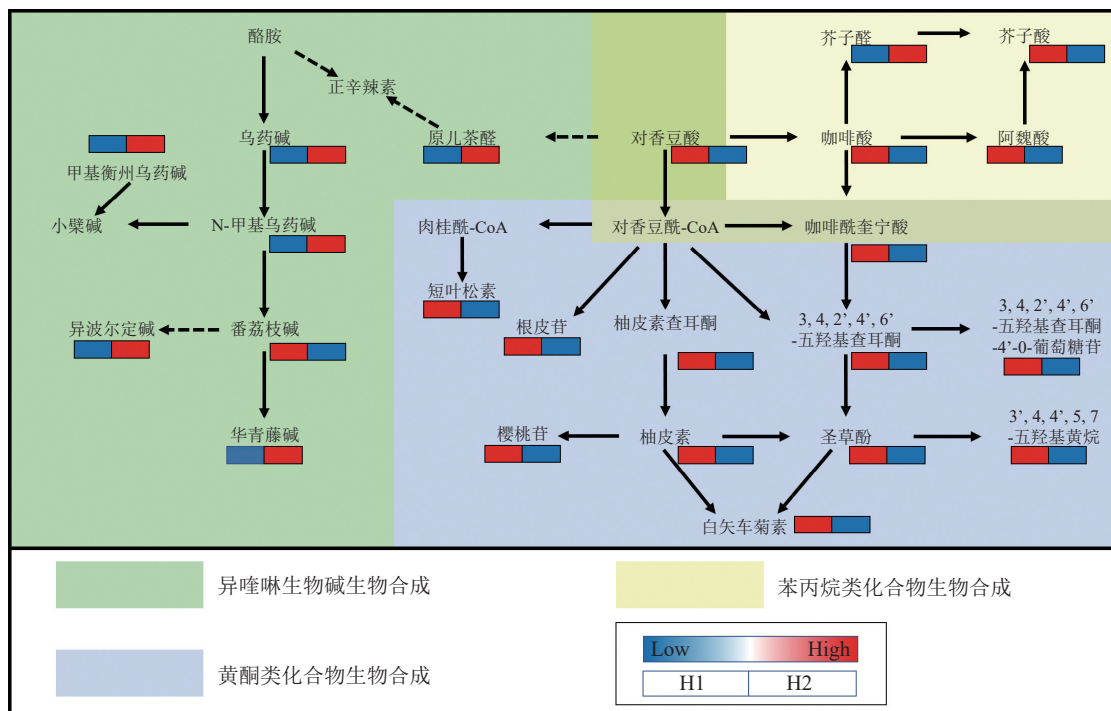 酪胺
芥子醛
芥子酸
正辛辣素
乌药碱
原儿茶醛
对香豆酸
咖啡酸
阿魏酸
甲基衡州乌药碱
小檗碱
N-甲基乌药碱
肉桂酰-CoA
对香豆酰-CoA
咖啡酰奎宁酸
短叶松素
异波尔定碱
番荔枝碱
根皮苷
柚皮素查耳酮
3, 4, 2’, 4’, 6’
-五羟基查耳酮
3, 4, 2’, 4’, 6’
-五羟基查耳酮
-4’-0-葡萄糖苷
华青藤碱
樱桃苷
柚皮素
圣草酚
3’, 4, 4’, 5, 7
-五羟基黄烷
白矢车菊素
异喹啉生物碱生物合成
苯丙烷类化合物生物合成
黄酮类化合物生物合成
Low High
H1 H2